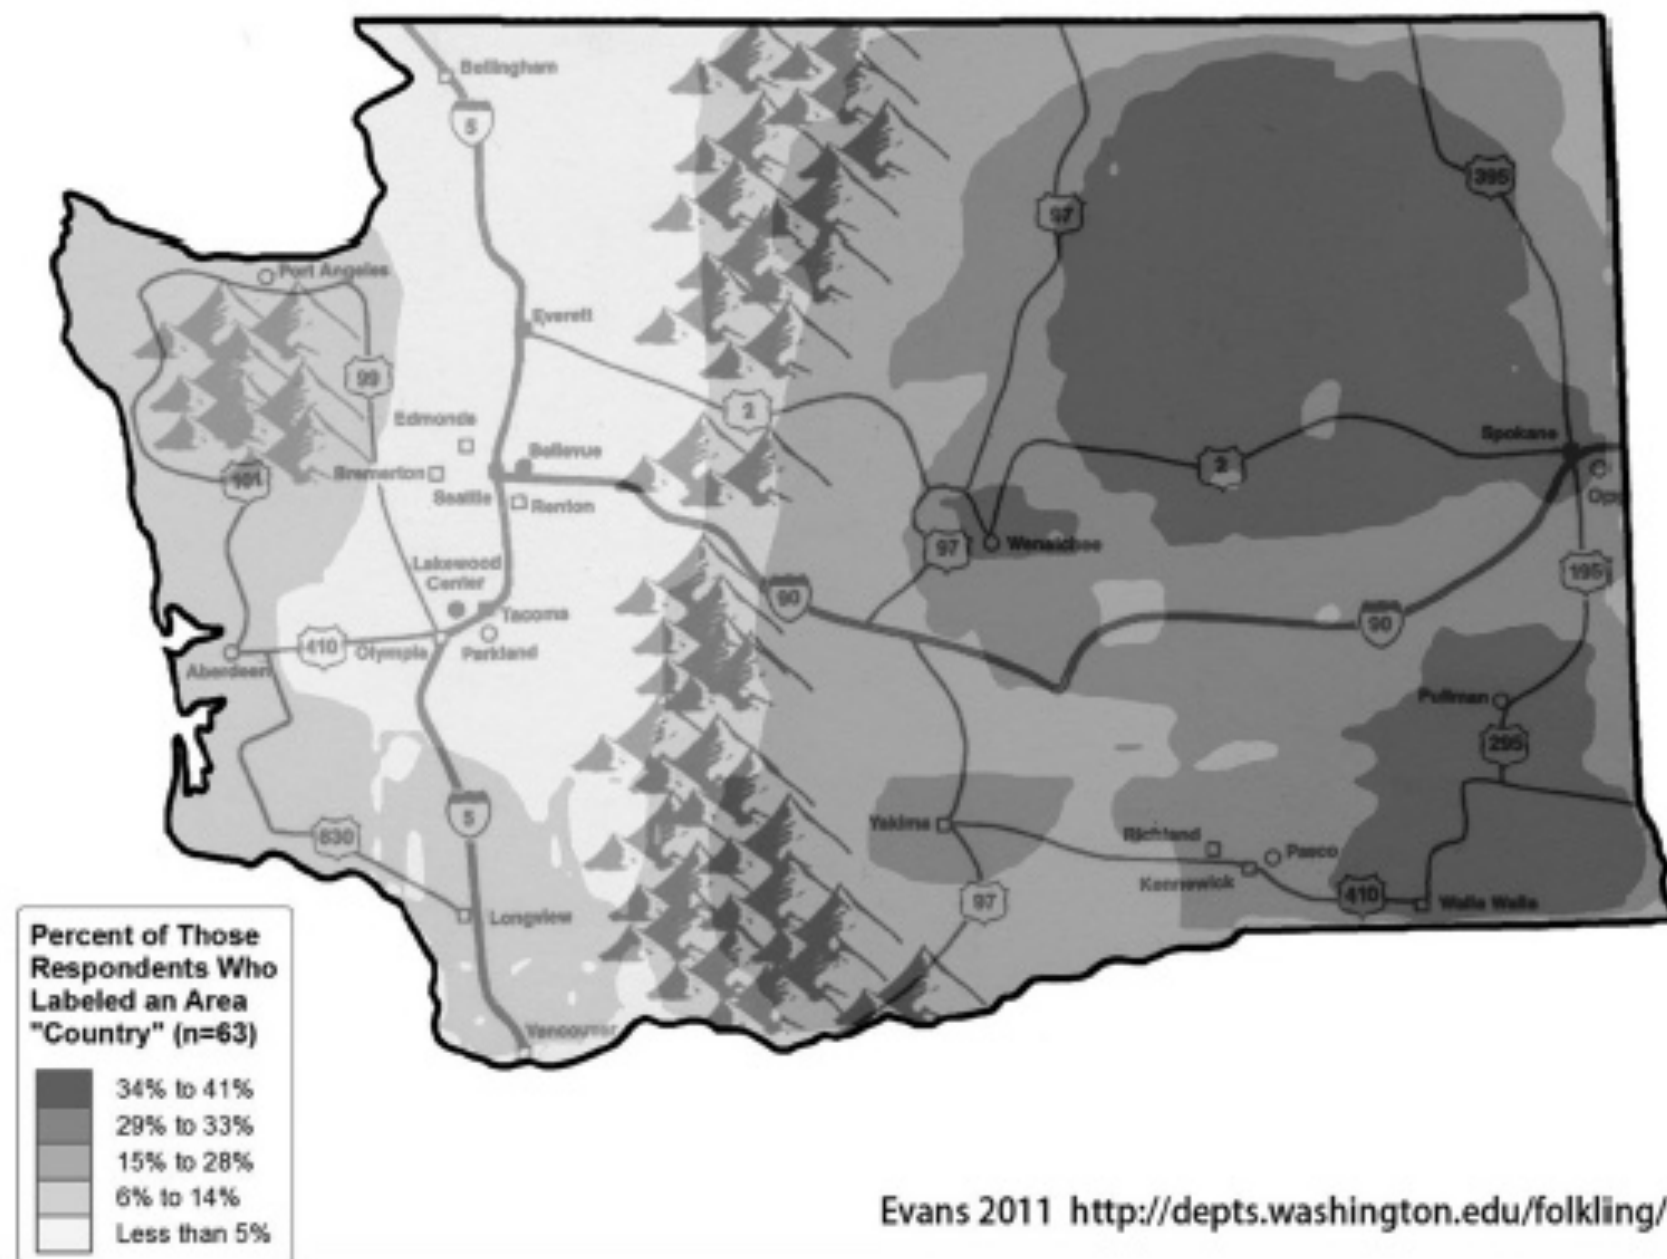 Bellingham
5
395
97
Port Angeles
Everett
99
2
Edmonds
Spokane
Bellevue
Bremerton
2
101
Seattle
Renton
Opp
97
Wenatchee
Lakewood
Center
195
90
Tacoma
90
410
Olympia
Parkland
Aberdeen
Pullman
295
5
Yakima
830
Richland
Pasco
Kennewick
410
97
Walla Walla
Longview
Vancouver
Percent of Those
Respondents Who
Labeled an Area
"Country" (n=63)
34% to 41%
29% to 33%
15% to 28%
6% to 14%
Less than 5%
Evans 2011 http://depts.washington.edu/folkling/